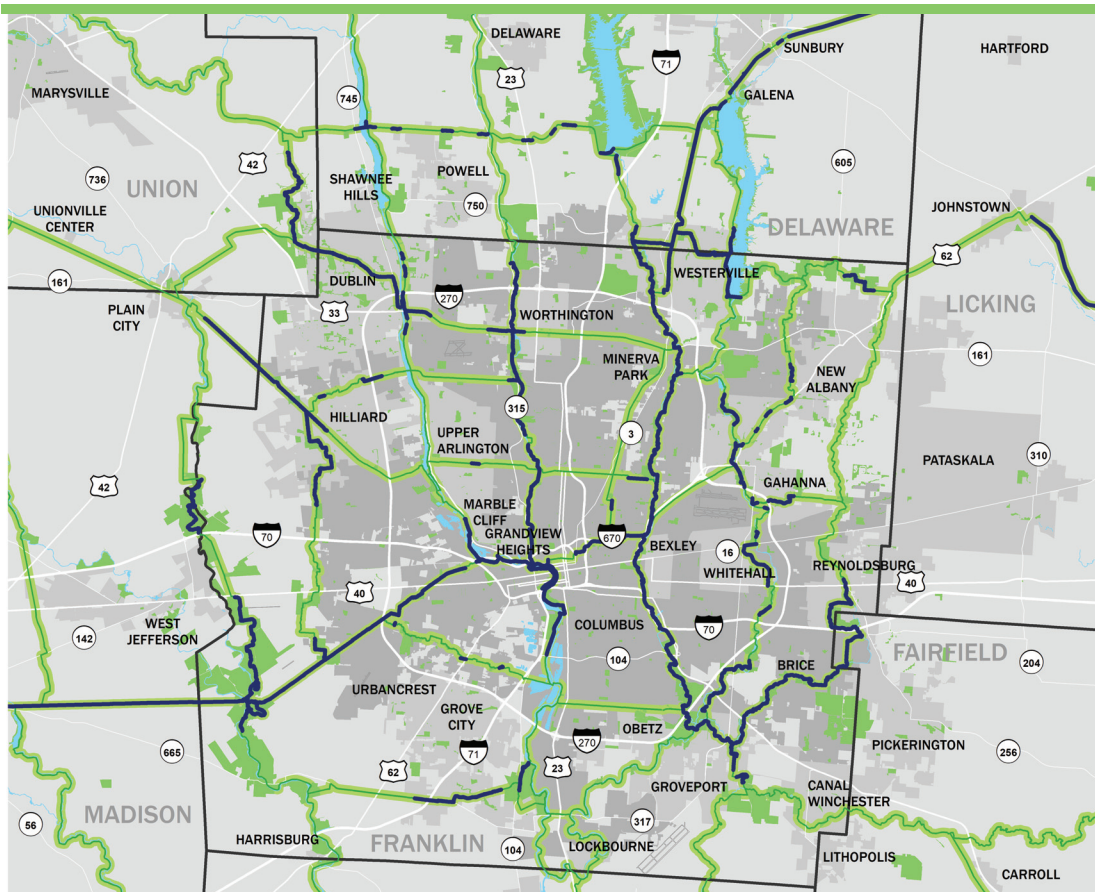 DELAWARE
SUNBURY
HARTFORD
71
23
MARYSVILLE
745
GALENA
42
605
736
UNION
SHAWNEE
HILLS
POWELL
750
UNIONVILLE
CENTER
JOHNSTOWN
DELAWARE
62
161
DUBLIN
WESTERVILLE
270
LICKING
PLAIN
CITY
33
WORTHINGTON
161
MINERVA
PARK
NEW
ALBANY
HILLIARD
315
UPPER
ARLINGTON
3
310
PATASKALA
42
GAHANNA
MARBLE
CLIFF
70
GRANDVIEW
HEIGHTS
670
BEXLEY
16
WHITEHALL
REYNOLDSBURG
40
40
WEST
JEFFERSON
142
COLUMBUS
70
104
FAIRFIELD
204
BRICE
URBANCREST
GROVE
CITY
OBETZ
665
71
270
PICKERINGTON
256
62
23
GROVEPORT
CANAL
WINCHESTER
MADISON
56
317
HARRISBURG
FRANKLIN
104
LOCKBOURNE
LITHOPOLIS
CARROLL